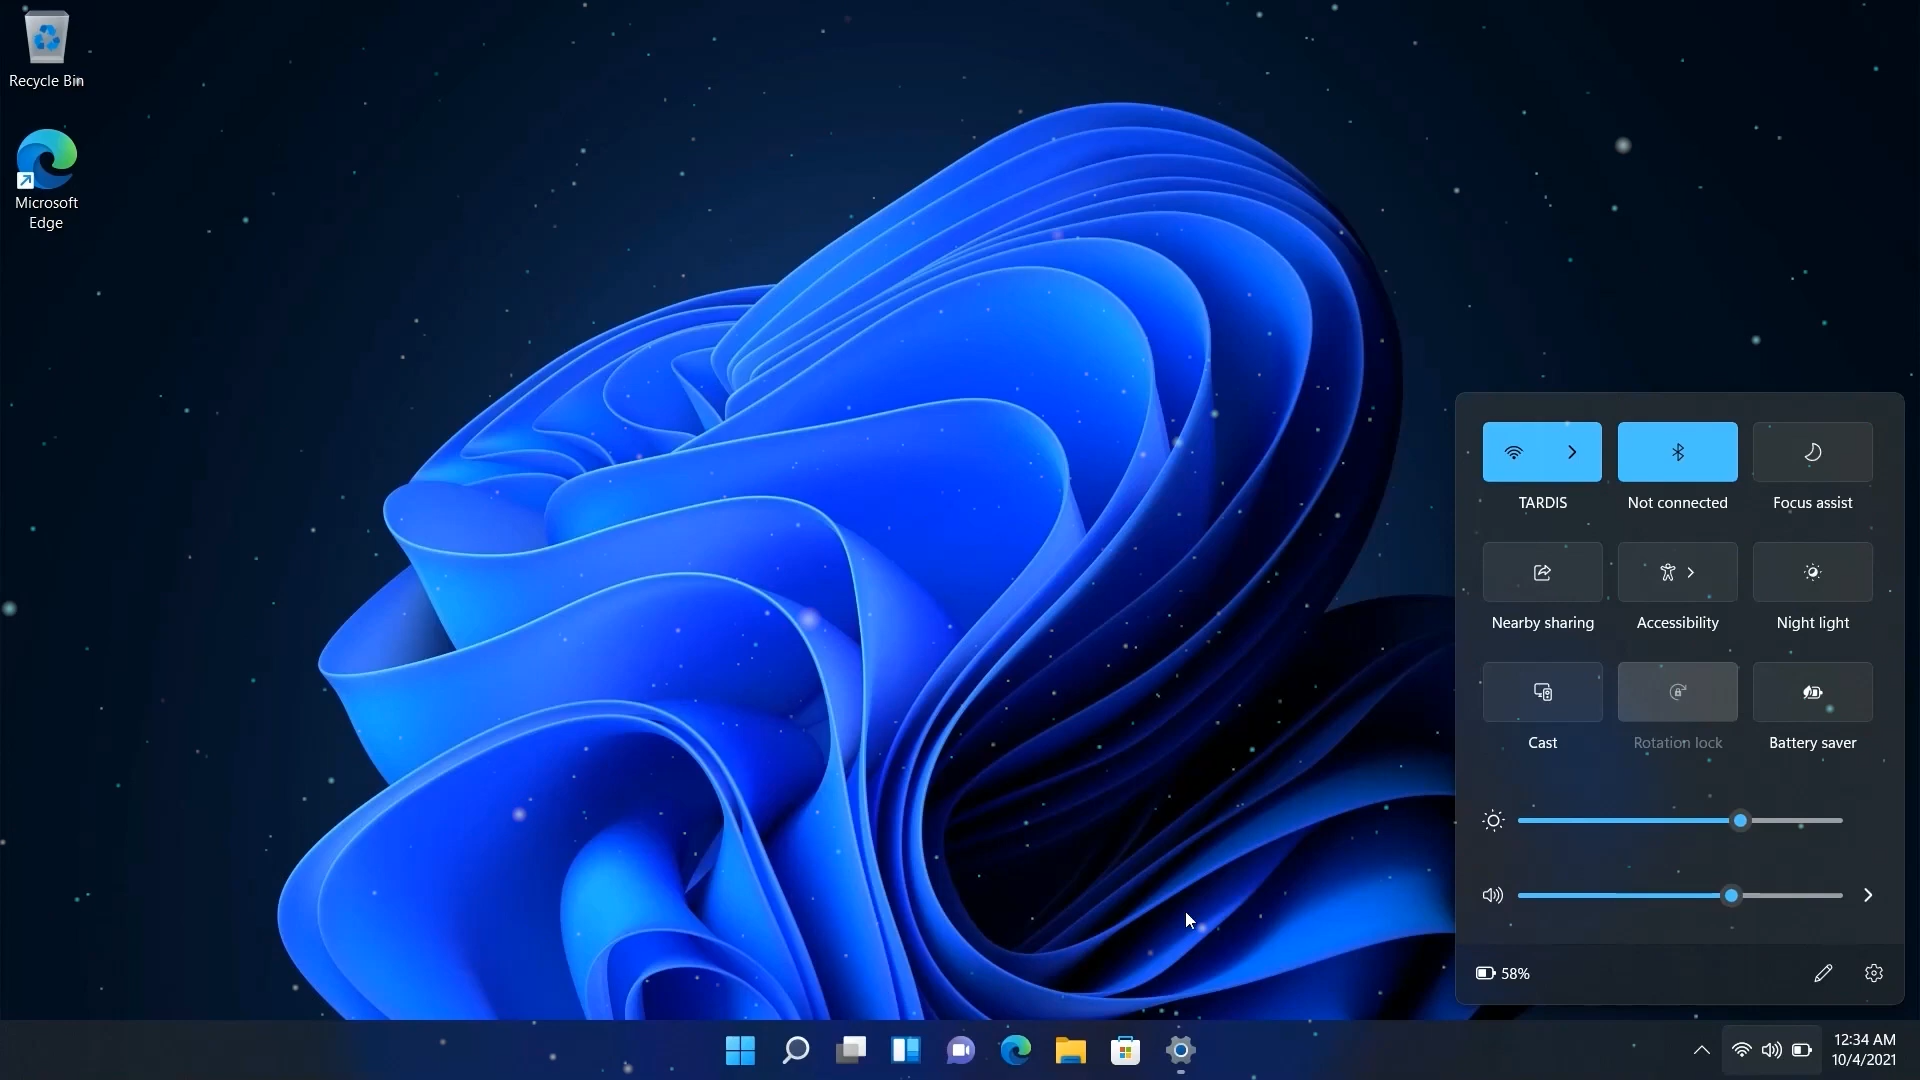 Recycle Bin
Microsoft
Edge
TARDIS
Not connected
Focus assist
Nearby sharing
Accessibility
Night light
Cast
Rotation lock
Battery saver
58%
12:34 AM
10/4/2021